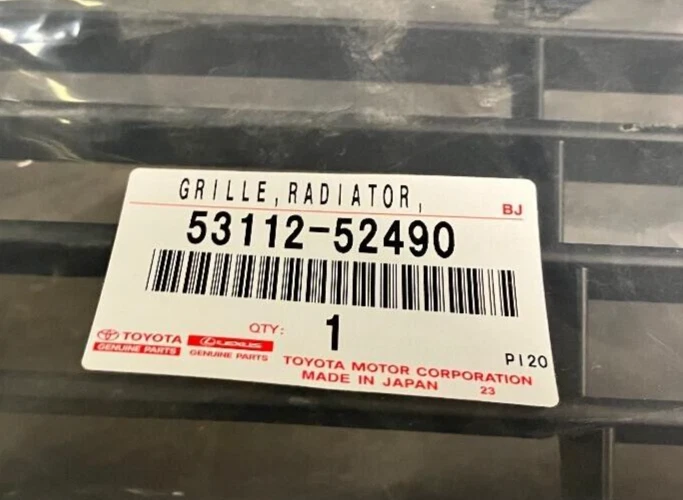 GRILLE,RADIATOR,
BJ
53112-52490
QTY: 1
TOYOTA LEXUS
GENUINE PARTS GENUINE PARTS
PI20
TOYOTA MOTOR CORPORATION
MADE IN JAPAN 23